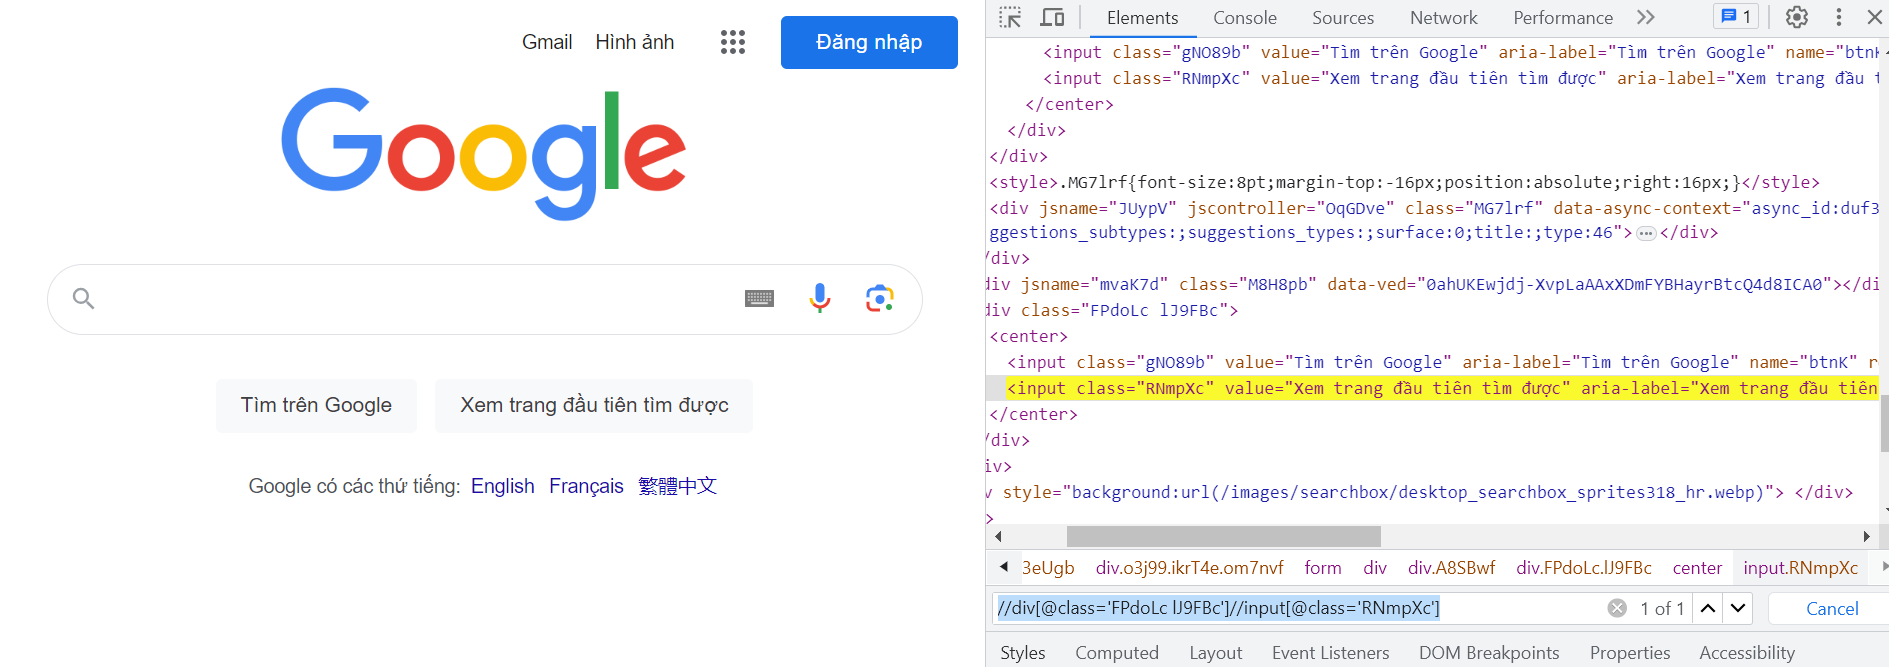 Gmail Hình ảnh Đăng nhập
Google
Tìm trên Google Xem trang đầu tiên tìm được
Google có các thứ tiếng: English Français 繁體中文
Elements Console Sources Network Performance 1
<input class="gNO89b" value="Tìm trên Google" aria-label="Tìm trên Google" name="btnK
<input class="RNmpXc" value="Xem trang đầu tiên tìm được" aria-label="Xem trang đầu t
</center>
</div>
</div>
<style>.MG7lrf{font-size:8pt;margin-top:-16px;position:absolute;right:16px;}</style>
<div jsname="JUypV" jscontroller="OqGDve" class="MG7lrf" data-async-context="async_id:duf3
ggestions_subtypes:;suggestions_types:;surface:0;title:;type:46">…</div>
/div>
div jsname="mvaK7d" class="M8H8pb" data-ved="0ahUKEwjdj-XvpLaAAxXDmFYBHayrBtcQ4d8ICA0"></di
div class="FPdoLc lJ9FBc">
<center>
<input class="gNO89b" value="Tìm trên Google" aria-label="Tìm trên Google" name="btnK" r
<input class="RNmpXc" value="Xem trang đầu tiên tìm được" aria-label="Xem trang đầu tiên
</center>
/div>
iv>
v style="background:url(/images/searchbox/desktop_searchbox_sprites318_hr.webp)"> </div>
>
3eUgb div.o3j99.ikrT4e.om7nvf form div div.A8SBwf div.FPdoLc.lJ9FBc center input.RNmpXc
//div[@class='FPdoLc lJ9FBc']//input[@class='RNmpXc'] 1 of 1 Cancel
Styles Computed Layout Event Listeners DOM Breakpoints Properties Accessibility